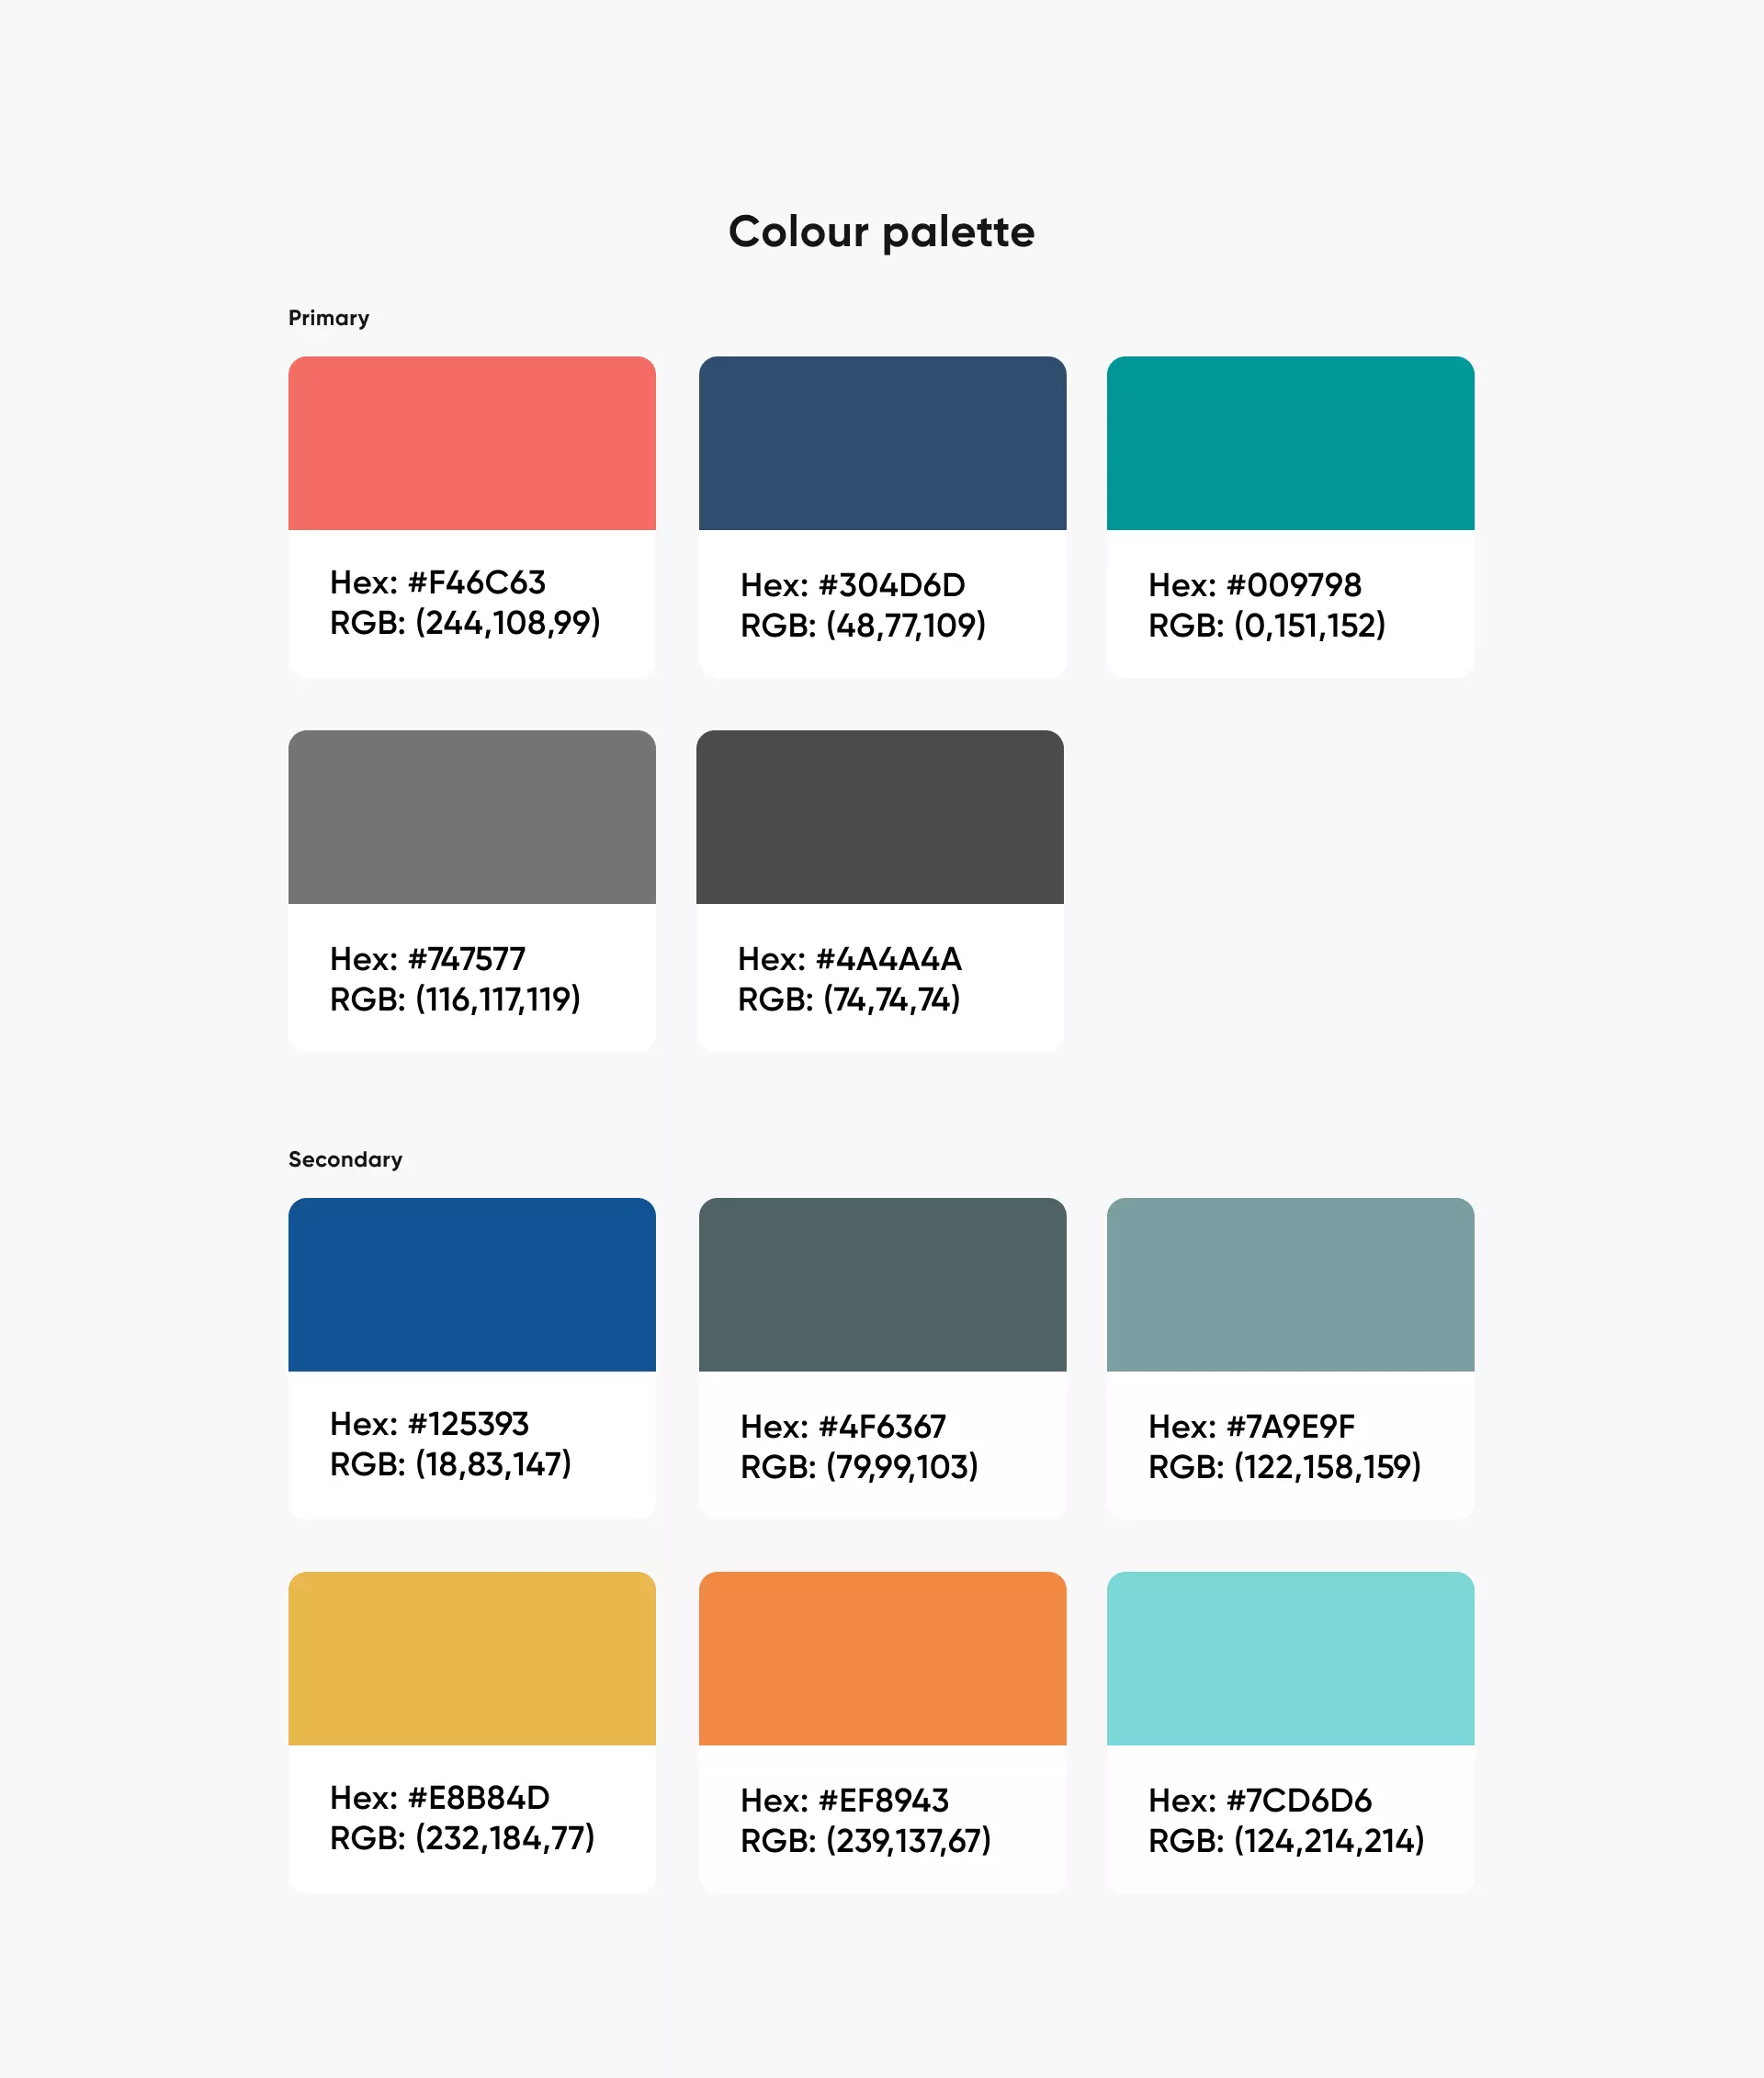 Colour palette
Primary
Hex: #F46C63
RGB: (244,108,99)
Hex: #304D6D
RGB: (48,77,109)
Hex: #009798
RGB: (0,151,152)
Hex: #747577
RGB: (116,117,119)
Hex: #4A4A4A
RGB: (74,74,74)
Secondary
Hex: #125393
RGB: (18,83,147)
Hex: #4F6367
RGB: (79,99,103)
Hex: #7A9E9F
RGB: (122,158,159)
Hex: #E8B84D
RGB: (232,184,77)
Hex: #EF8943
RGB: (239,137,67)
Hex: #7CD6D6
RGB: (124,214,214)